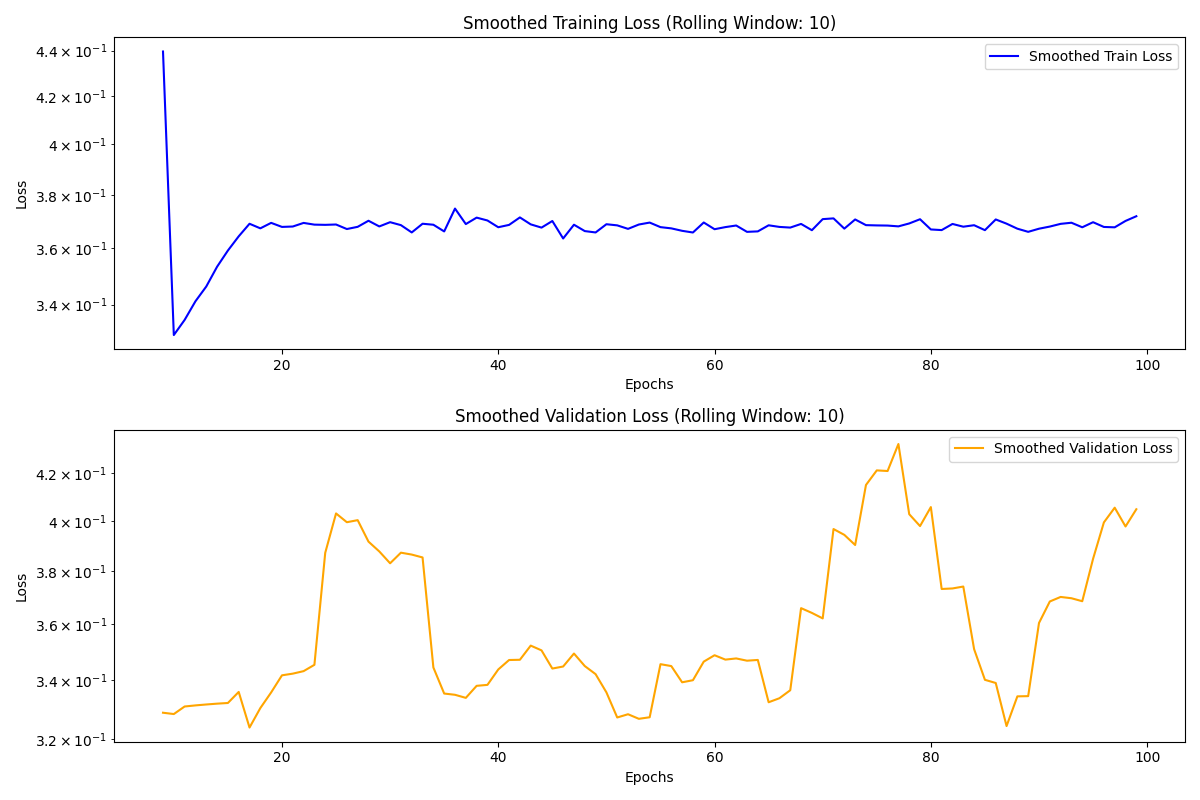 Smoothed Training Loss (Rolling Window: 10)
Smoothed Train Loss
4.4 × 10⁻¹
4.2 × 10⁻¹
4 × 10⁻¹
3.8 × 10⁻¹
3.6 × 10⁻¹
3.4 × 10⁻¹
Loss
20 40 60 80 100
Epochs
Smoothed Validation Loss (Rolling Window: 10)
Smoothed Validation Loss
4.2 × 10⁻¹
4 × 10⁻¹
3.8 × 10⁻¹
3.6 × 10⁻¹
3.4 × 10⁻¹
3.2 × 10⁻¹
Loss
20 40 60 80 100
Epochs